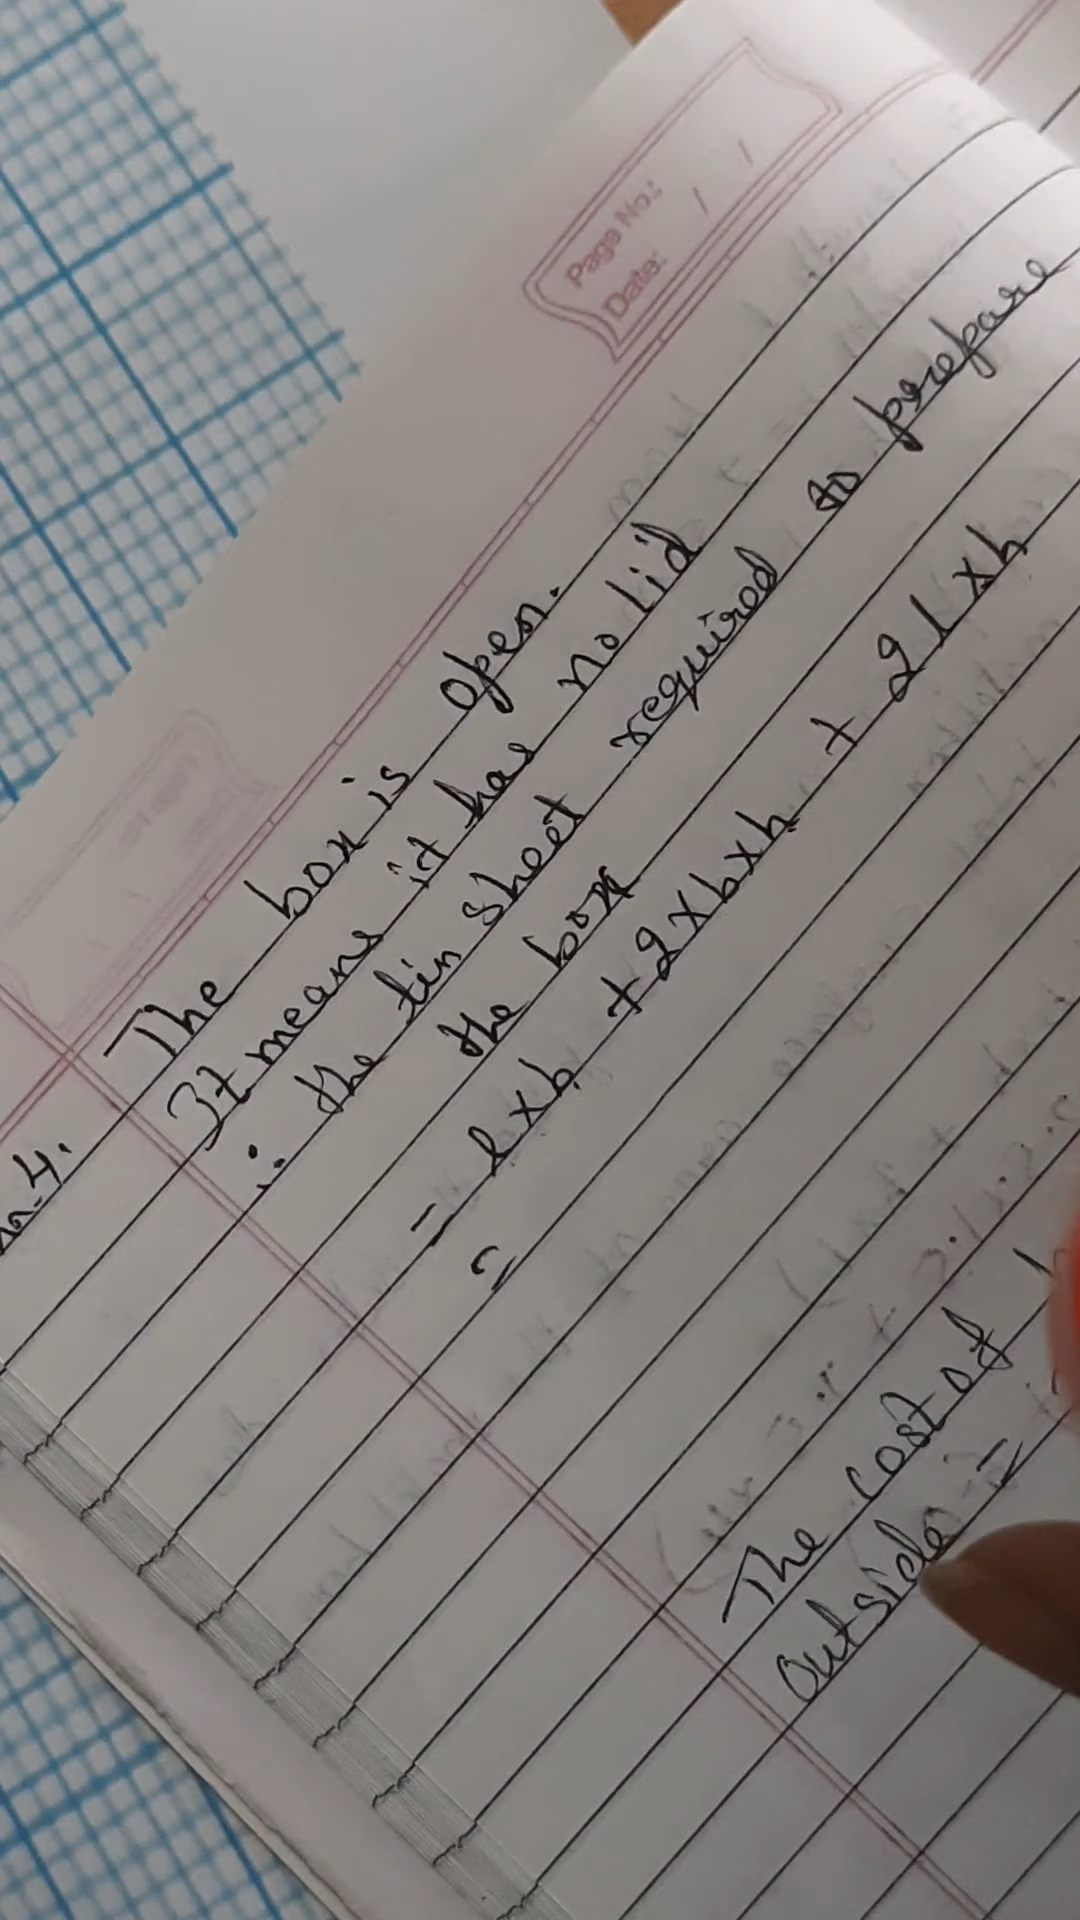 Page No.:
Date: / /
4. The box is open.
It means it has no lid
∴ the tin sheet required to prepare
the box
= l×b + 2×b×h + 2l×h
=
The cost of
outside =